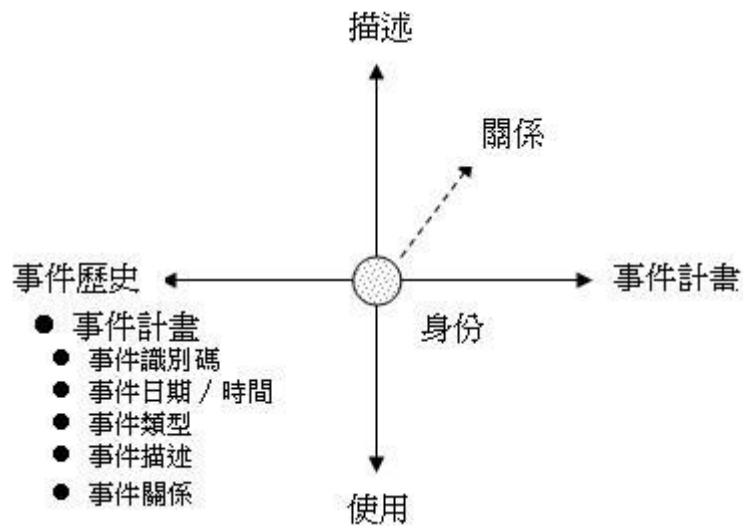 描述
關係
事件歷史
事件計畫
● 事件計畫
身份
● 事件識別碼
● 事件日期 / 時間
● 事件類型
● 事件描述
● 事件關係
使用